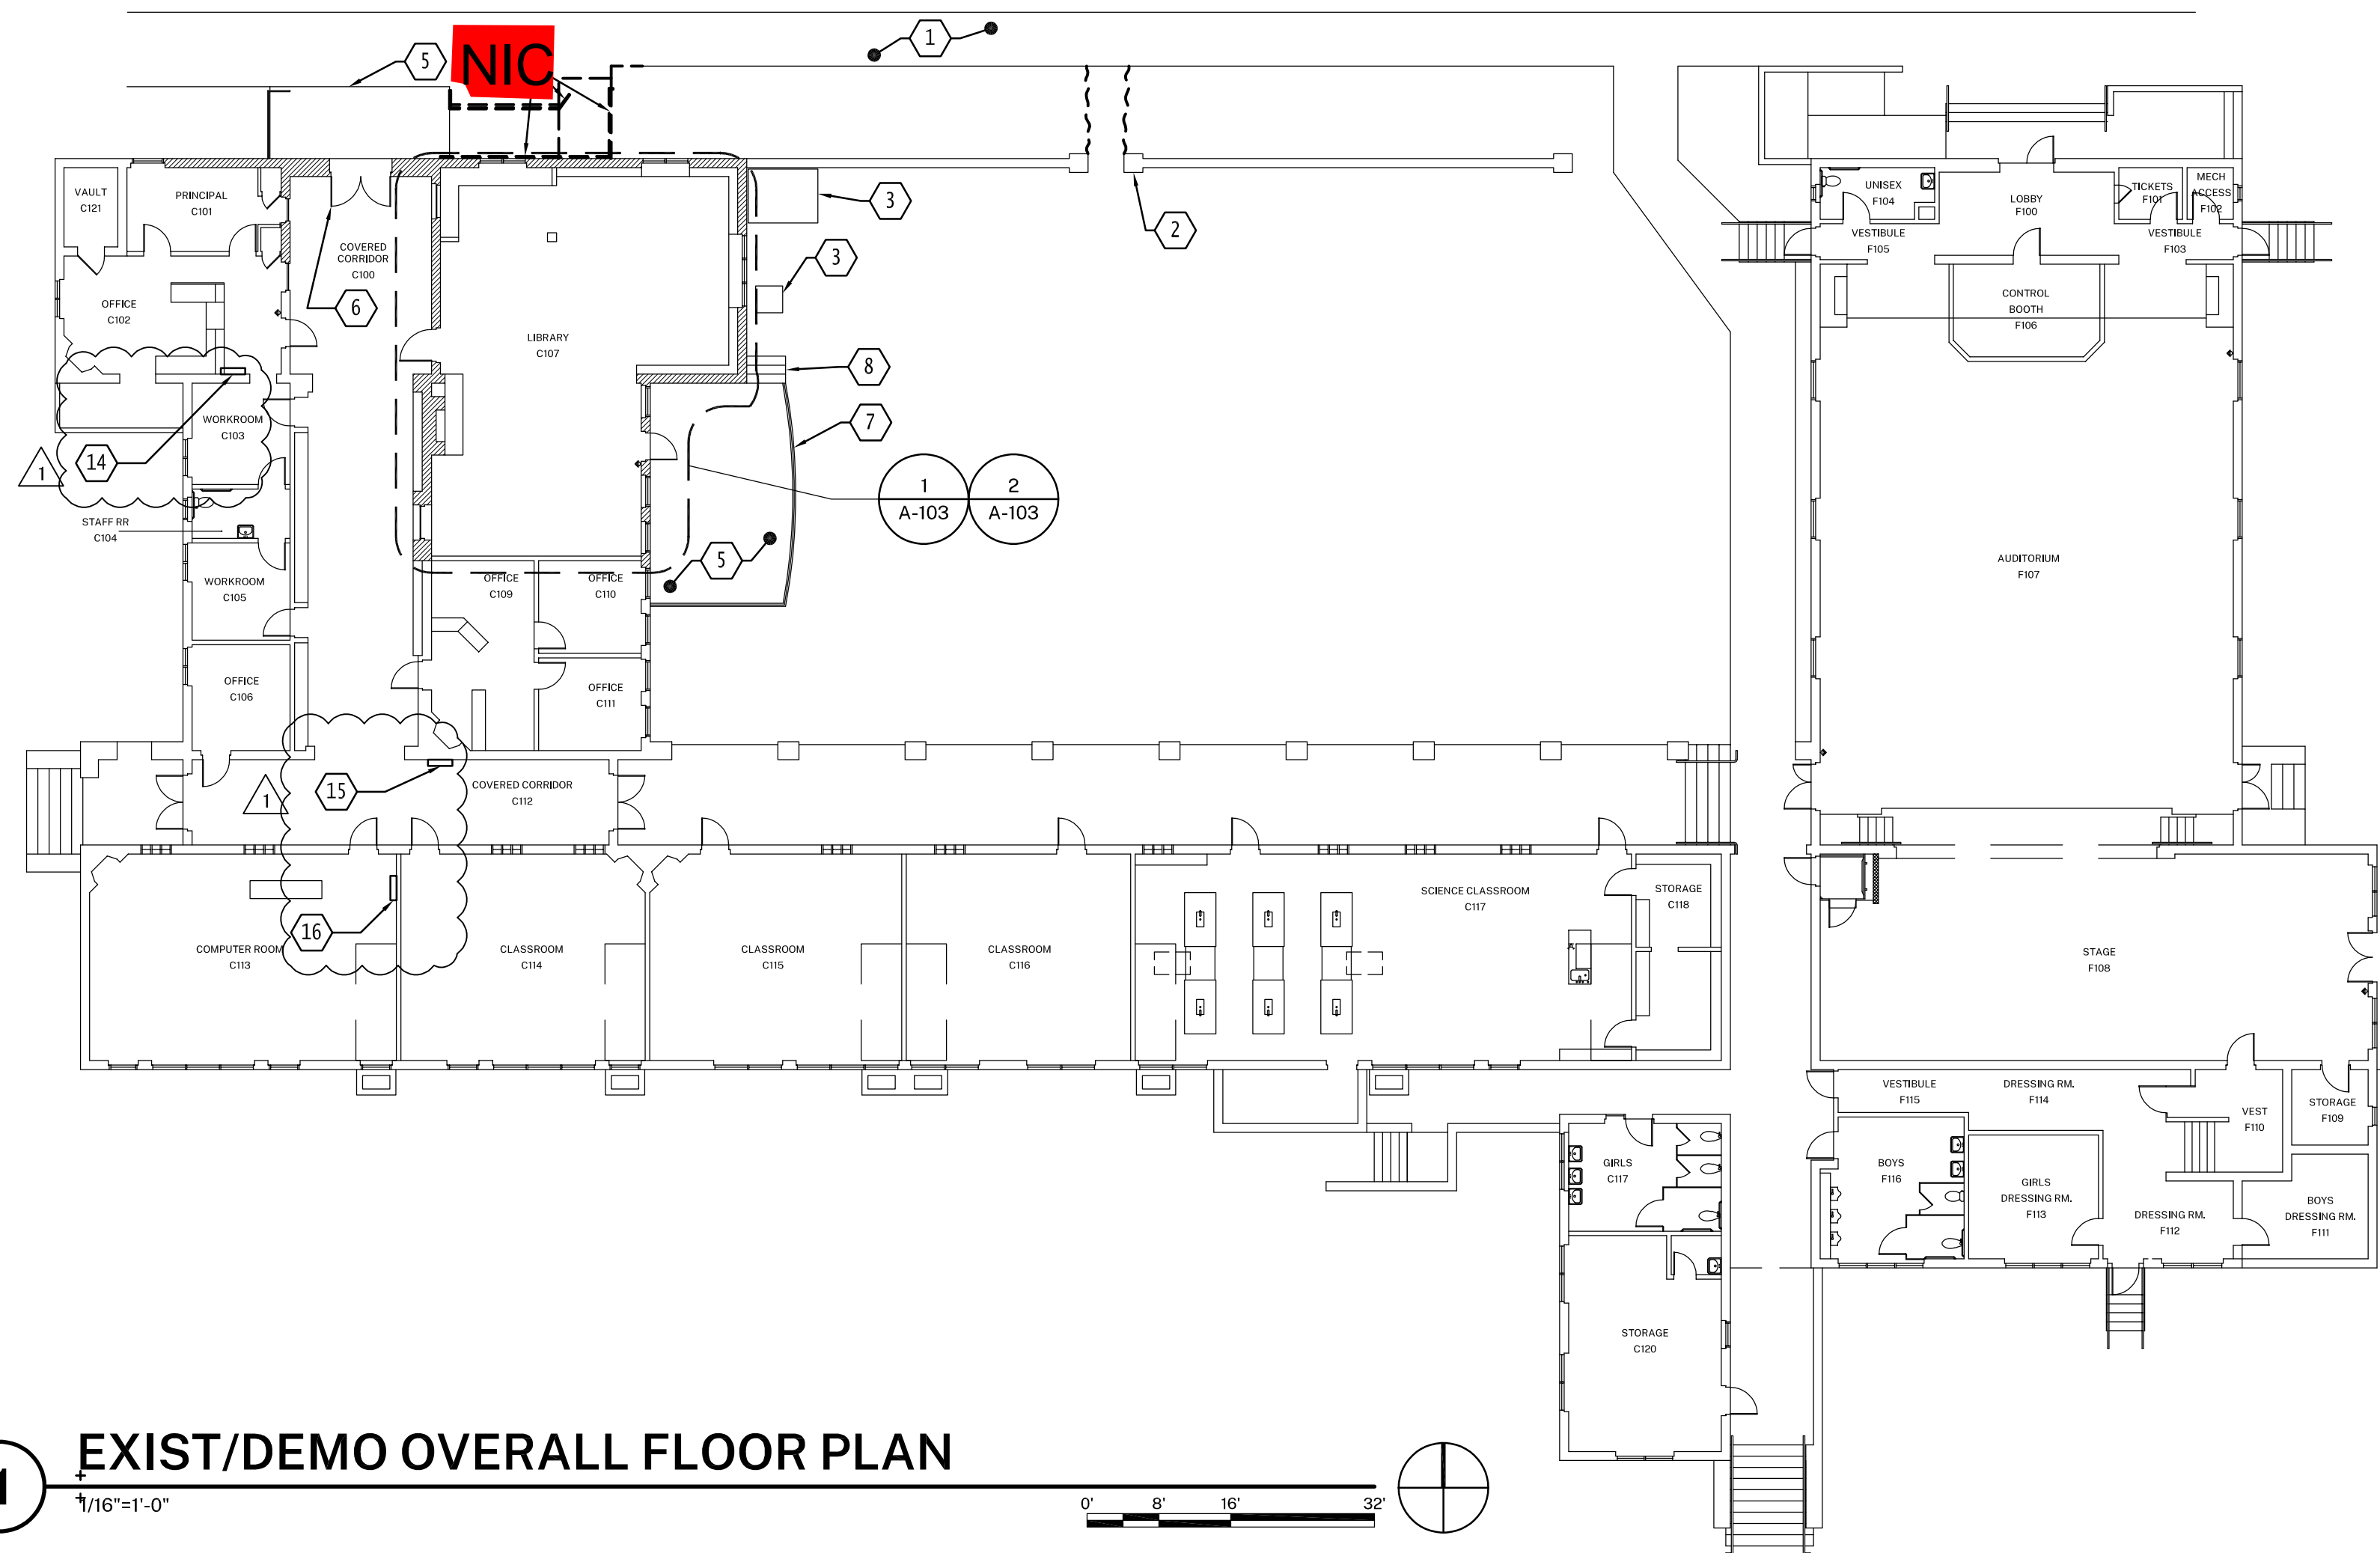 1
5
NIC
3
2
3
6
8
7
VAULT
C121
PRINCIPAL
C101
COVERED
CORRIDOR
C100
OFFICE
C102
LIBRARY
C107
WORKROOM
C103
1
14
STAFF RR
C104
WORKROOM
C105
OFFICE
C106
OFFICE
C109
OFFICE
C110
OFFICE
C111
5
1
A-103
2
A-103
UNISEX
F104
LOBBY
F100
TICKETS
F101
MECH
ACCESS
F102
VESTIBULE
F105
VESTIBULE
F103
CONTROL
BOOTH
F106
AUDITORIUM
F107
1
15
COVERED CORRIDOR
C112
16
COMPUTER ROOM
C113
CLASSROOM
C114
CLASSROOM
C115
CLASSROOM
C116
SCIENCE CLASSROOM
C117
STORAGE
C118
STAGE
F108
VESTIBULE
F115
DRESSING RM.
F114
VEST
F110
STORAGE
F109
GIRLS
C117
BOYS
F116
GIRLS
DRESSING RM.
F113
DRESSING RM.
F112
BOYS
DRESSING RM.
F111
STORAGE
C120
1
EXIST/DEMO OVERALL FLOOR PLAN
1/16"=1'-0"
0' 8' 16' 32'